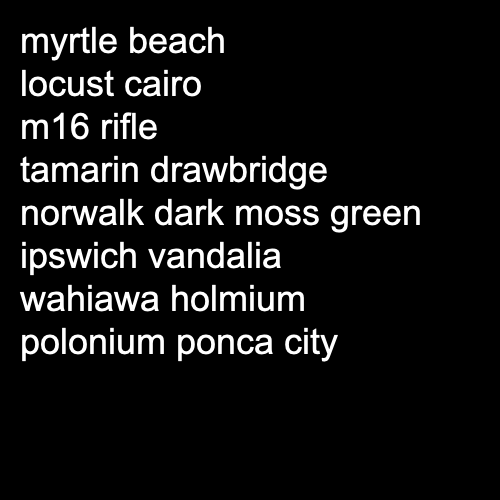 myrtle beach
locust cairo
m16 rifle
tamarin drawbridge
norwalk dark moss green
ipswich vandalia
wahiawa holmium
polonium ponca city